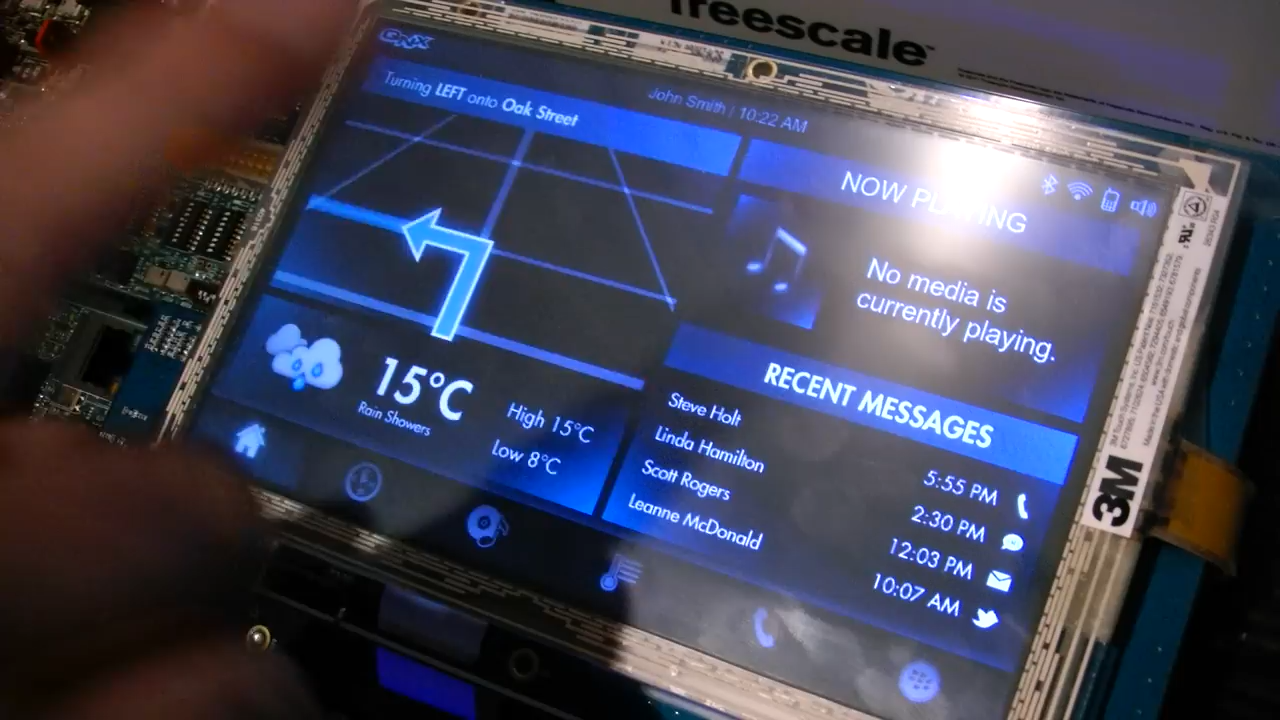 freescale™
QNX
John Smith | 10:22 AM
Turning LEFT onto Oak Street
NOW PLAYING
No media is
currently playing.
15°C
Rain Showers
High 15°C
Low 8°C
RECENT MESSAGES
Steve Holt 5:55 PM
Linda Hamilton 2:30 PM
Scott Rogers 12:03 PM
Leanne McDonald 10:07 AM
3M